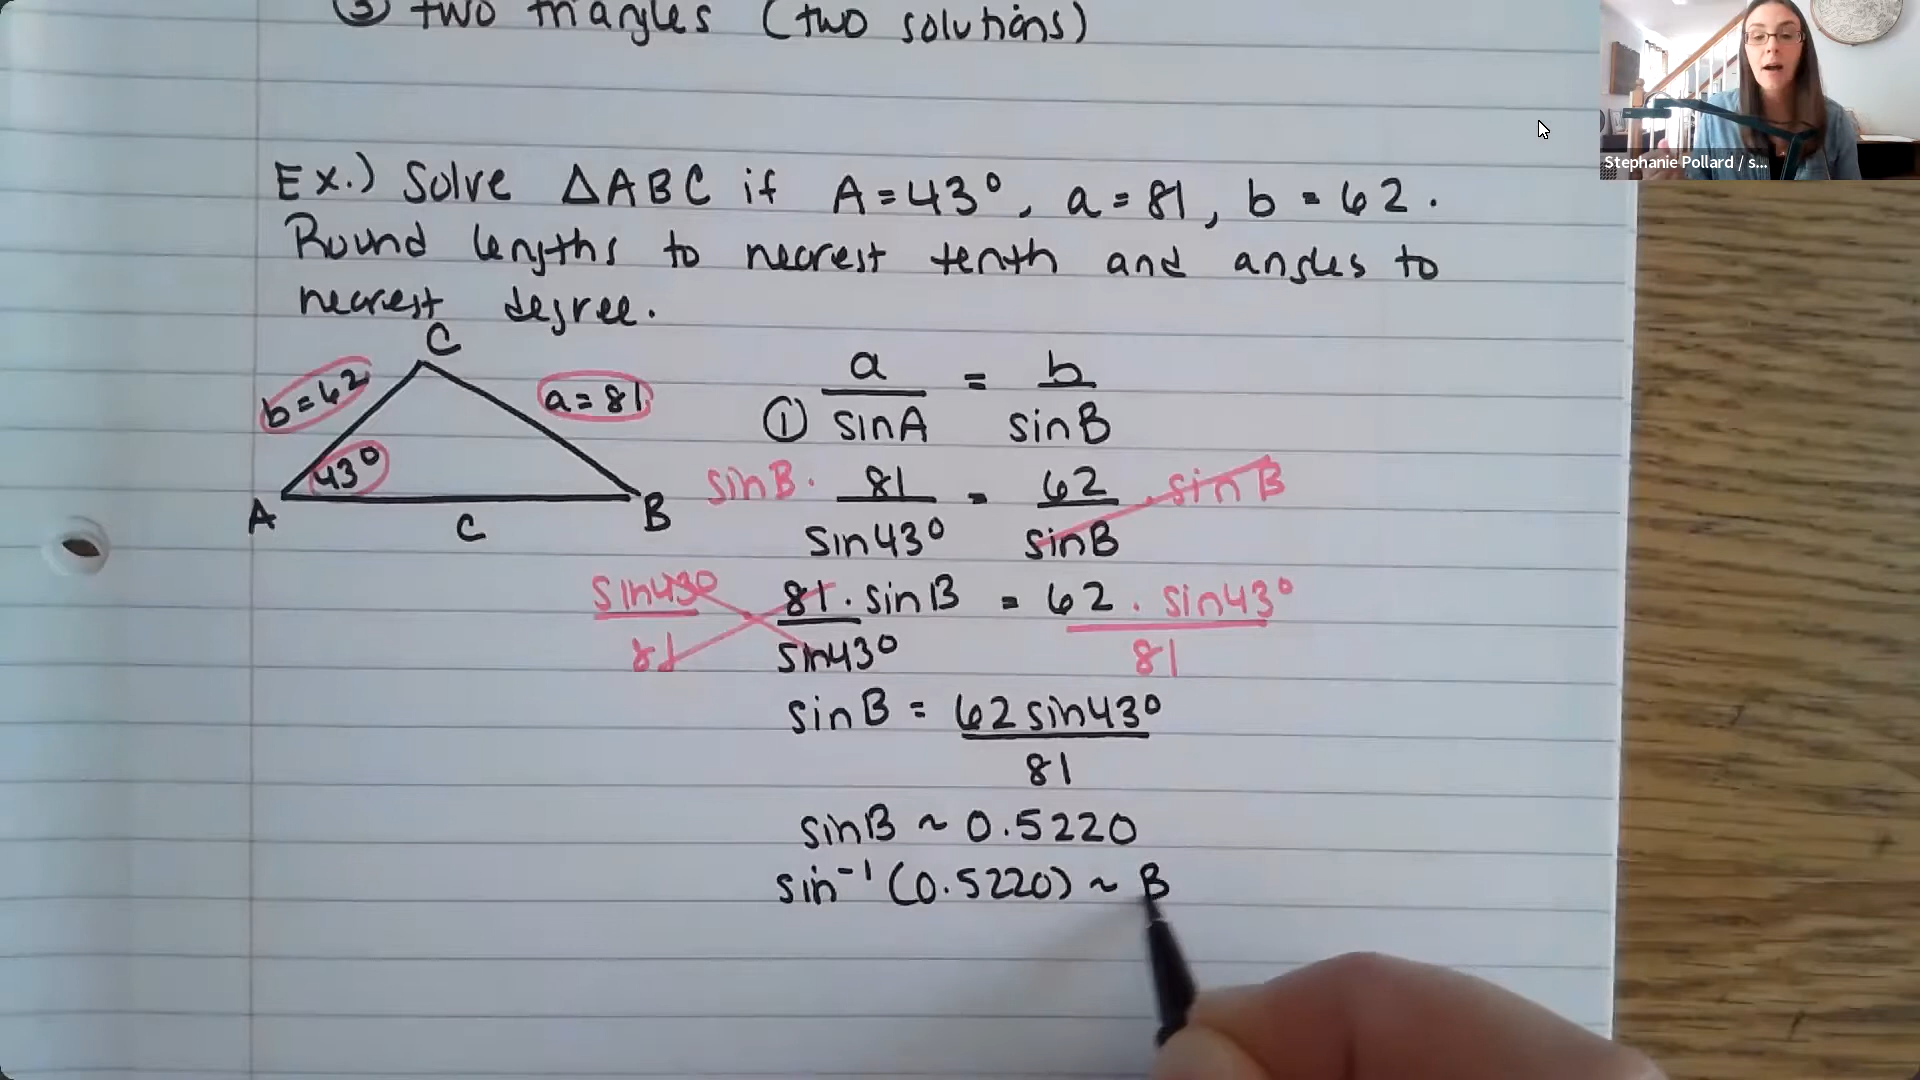 ③ two triangles (two solutions)
Stephanie Pollard / s...
Ex.) Solve △ABC if A = 43°, a = 81, b = 62.
Round lengths to nearest tenth and angles to
nearest degree.
C
b = 62
a = 81
43°
A
B
c
① a/sinA = b/sinB
sinB · 81/sin43° = 62/sinB · sinB
sin43°/81 81/sin43° · sinB = 62 · sin43°/81
sinB = 62sin43°/81
sinB ~ 0.5220
sin⁻¹(0.5220) ~ B